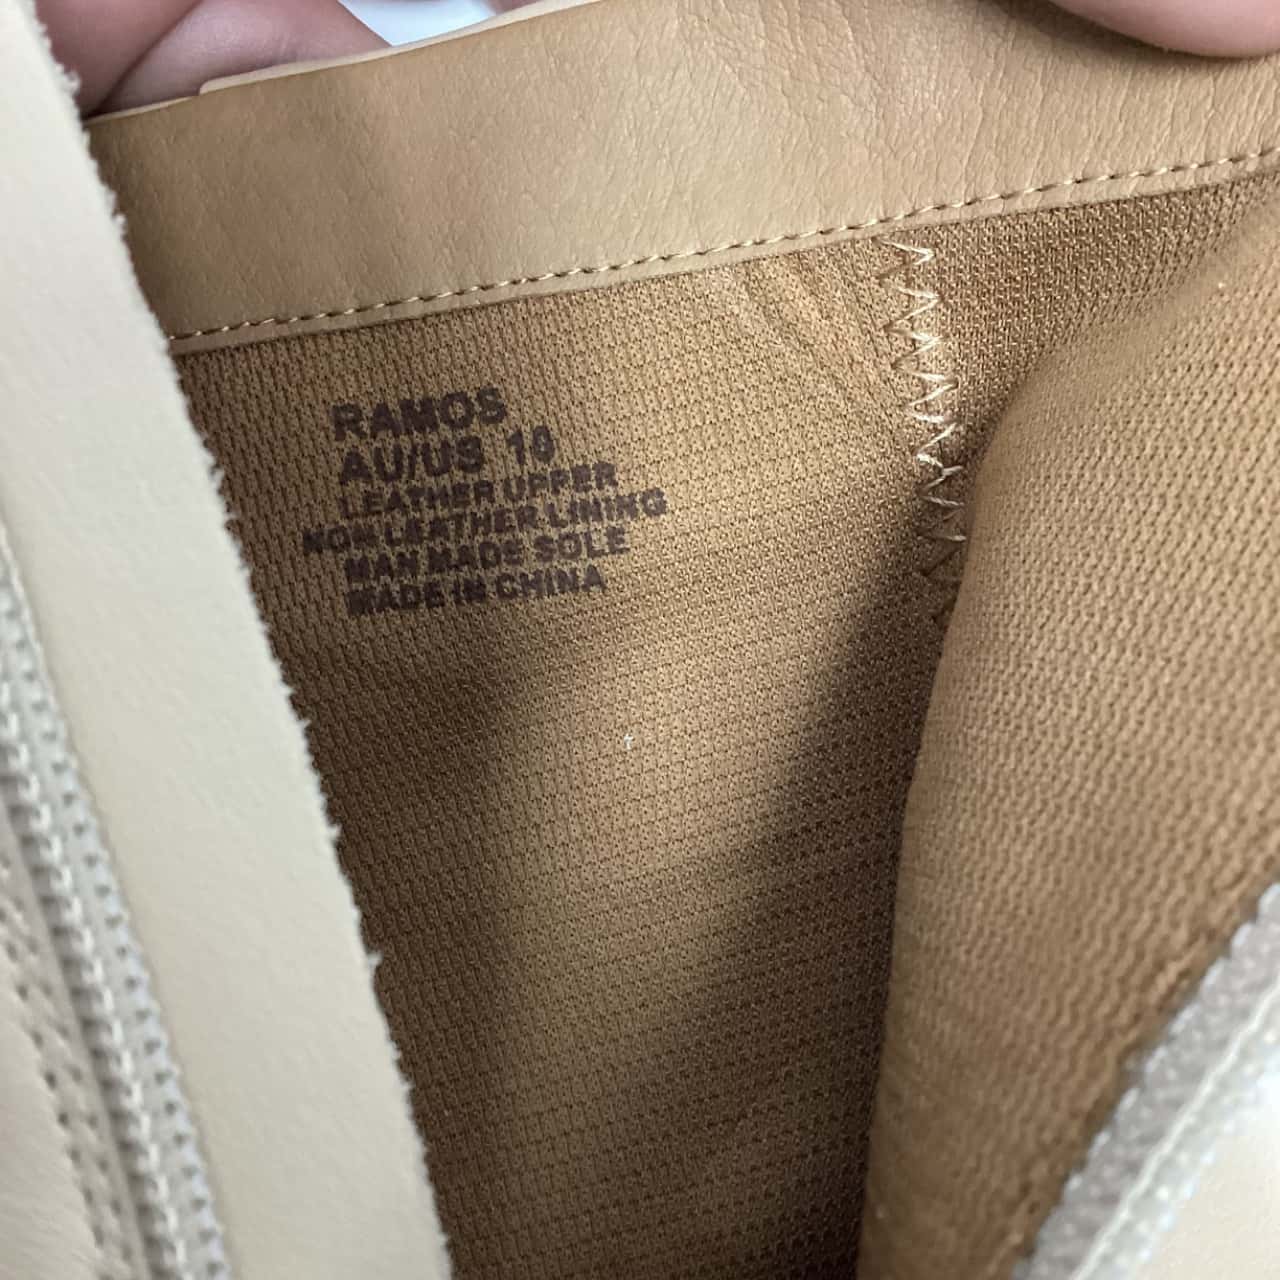 RAMOS
AU/US 10
LEATHER UPPER
NON LEATHER LINING
MAN MADE SOLE
MADE IN CHINA